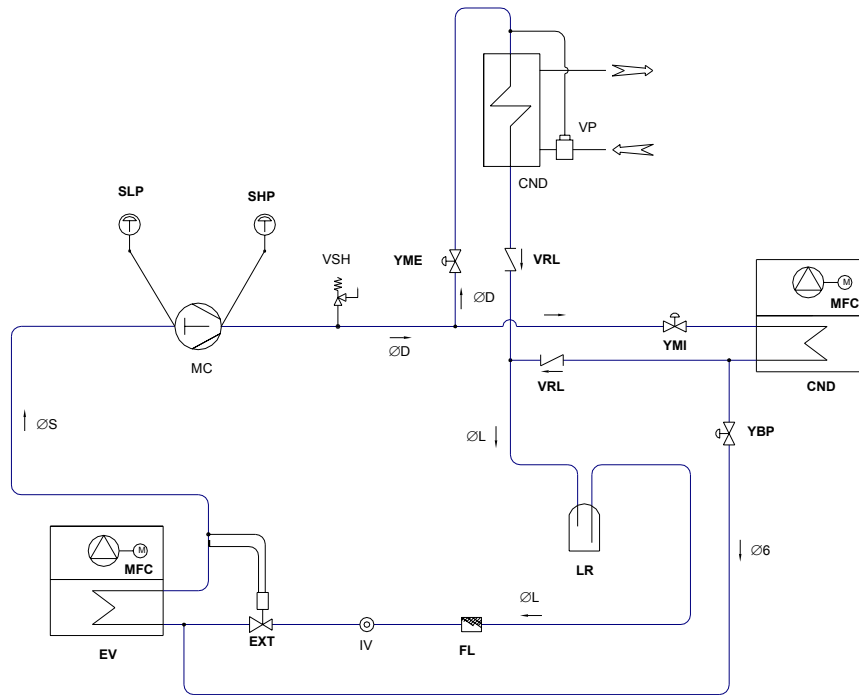 VP
CND
SLP
SHP
VSH
YME
VRL
M
MFC
ØD
MC
ØD
YMI
VRL
CND
ØS
ØL
YBP
M
MFC
LR
Ø6
ØL
EV
EXT
IV
FL